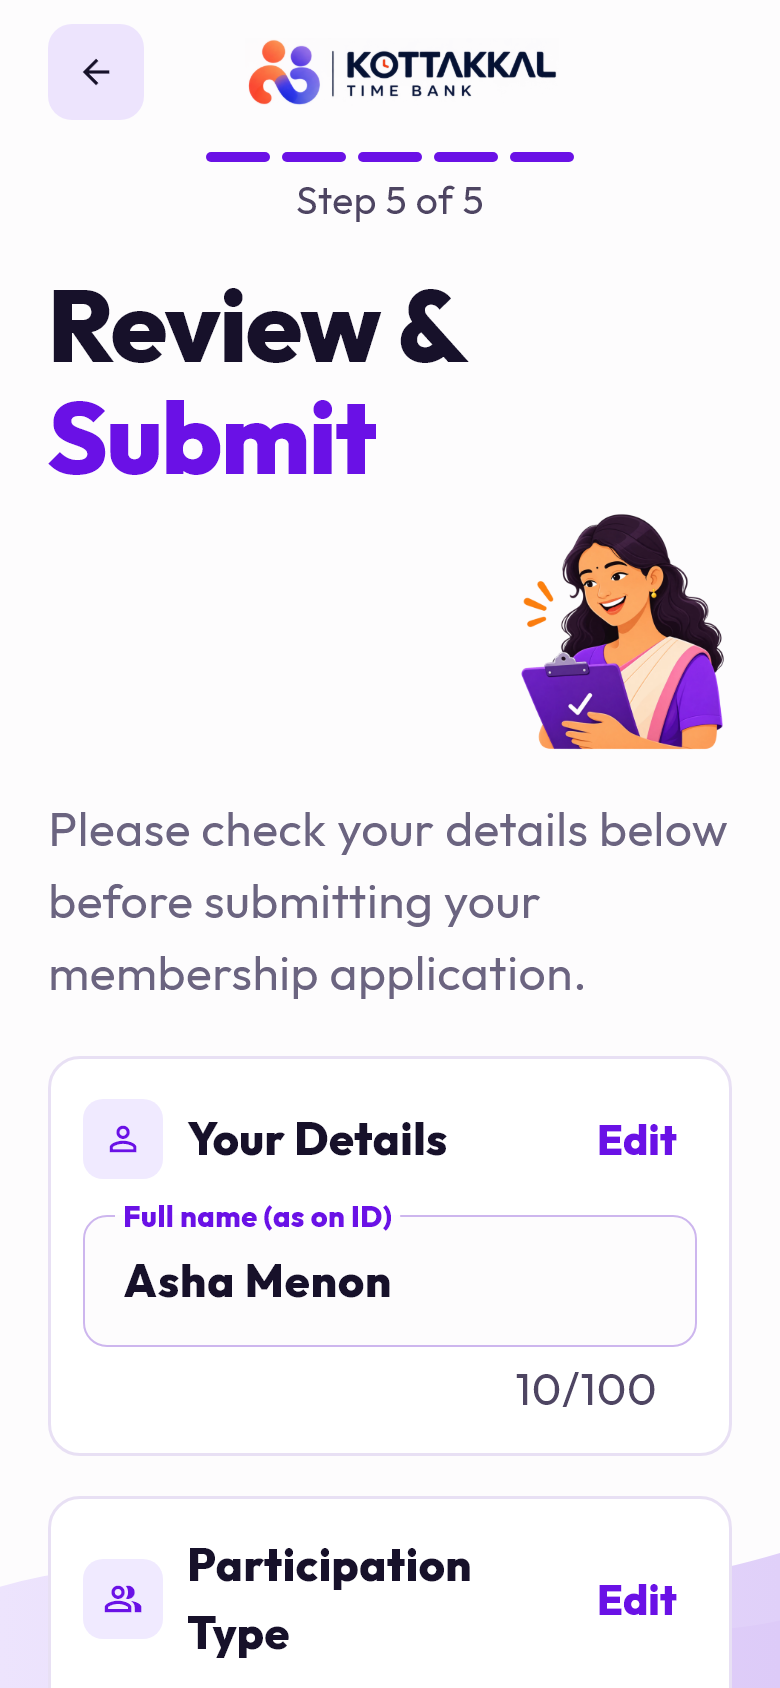 KOTTAKKAL
TIME BANK
Step 5 of 5
Review &
Submit
Please check your details below
before submitting your
membership application.
Your Details
Edit
Full name (as on ID)
Asha Menon
10/100
Participation
Type
Edit